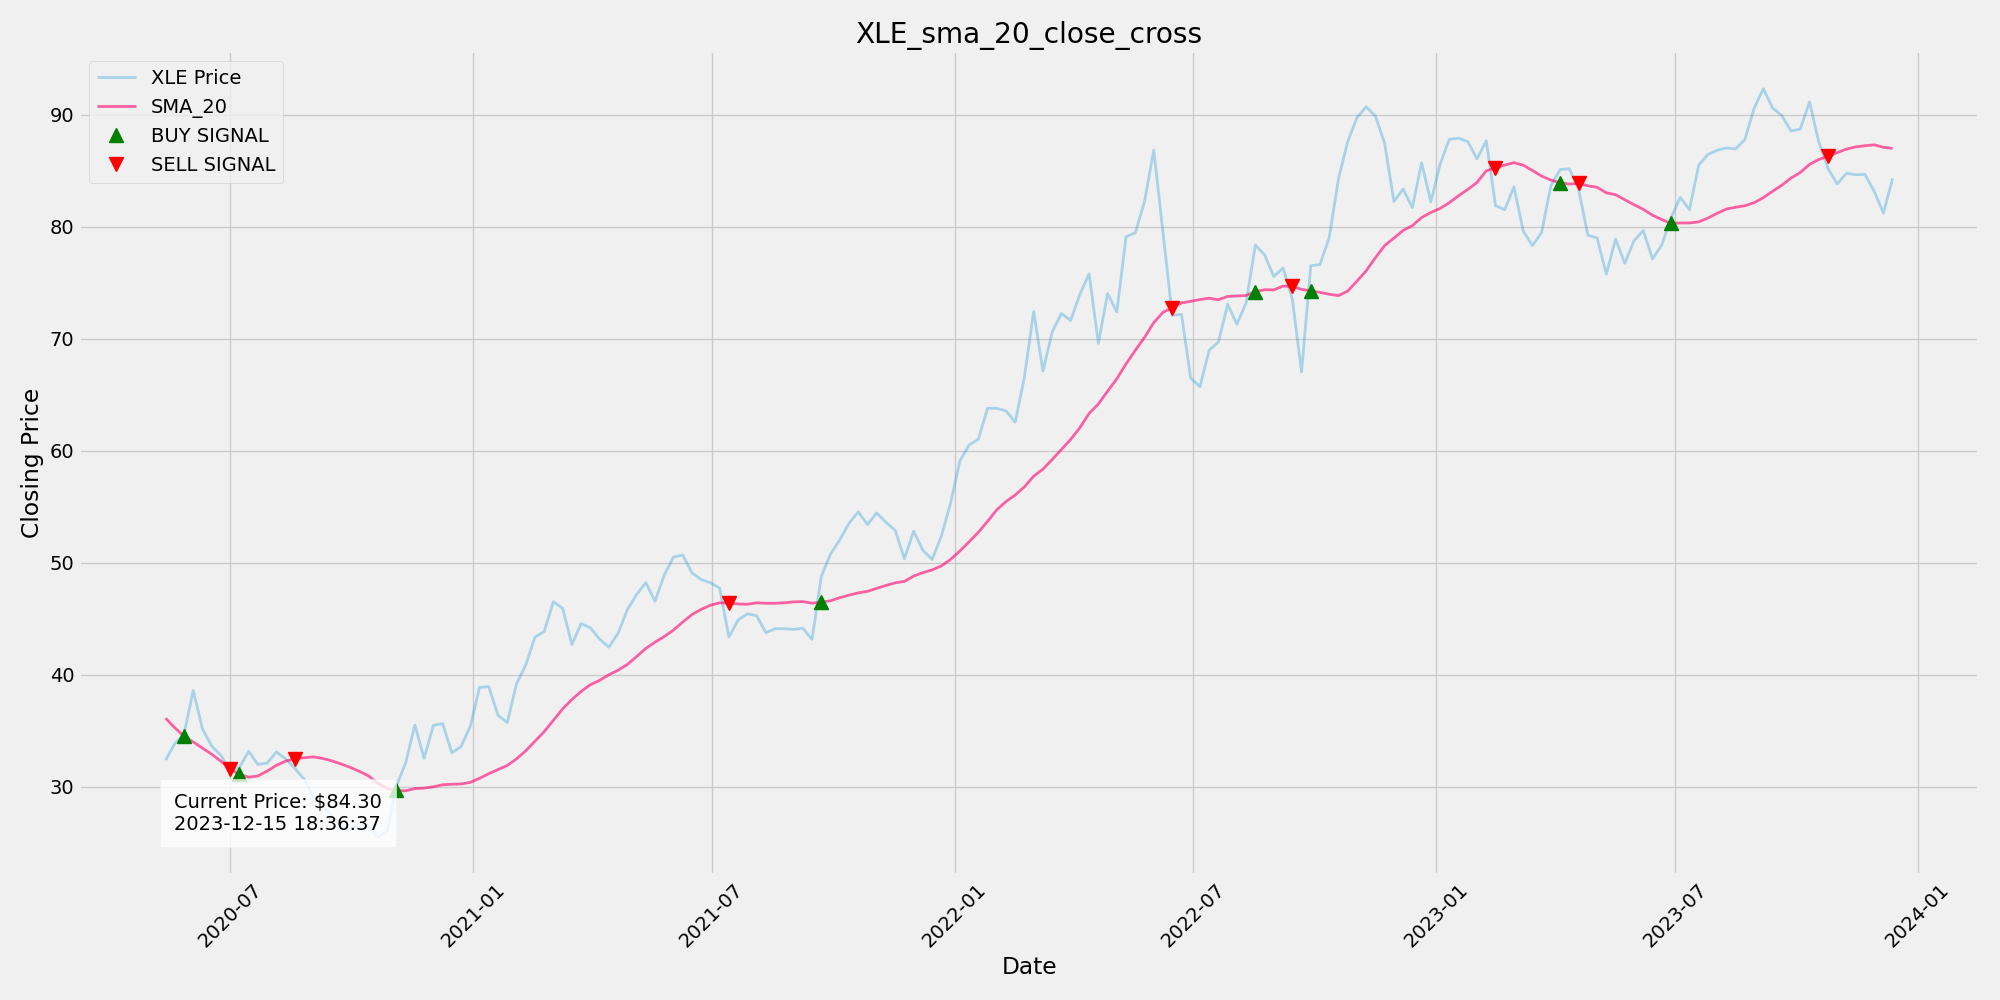 XLE_sma_20_close_cross
XLE Price
SMA_20
BUY SIGNAL
SELL SIGNAL
90
80
70
60
50
40
30
Closing Price
Current Price: $84.30
2023-12-15 18:36:37
2020-07
2021-01
2021-07
2022-01
2022-07
2023-01
2023-07
2024-01
Date